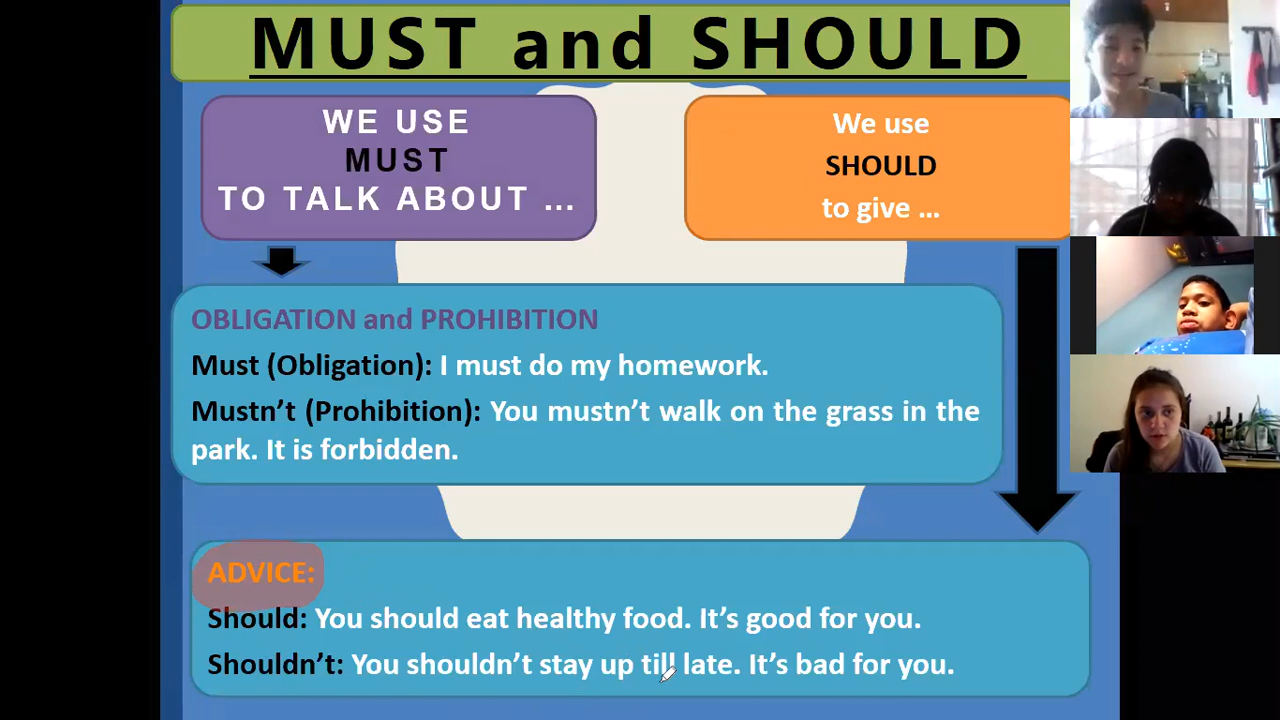 MUST and SHOULD
WE USE
MUST
TO TALK ABOUT ...
We use
SHOULD
to give ...
OBLIGATION and PROHIBITION
Must (Obligation): I must do my homework.
Mustn’t (Prohibition): You mustn’t walk on the grass in the
park. It is forbidden.
ADVICE:
Should: You should eat healthy food. It’s good for you.
Shouldn’t: You shouldn’t stay up till late. It’s bad for you.